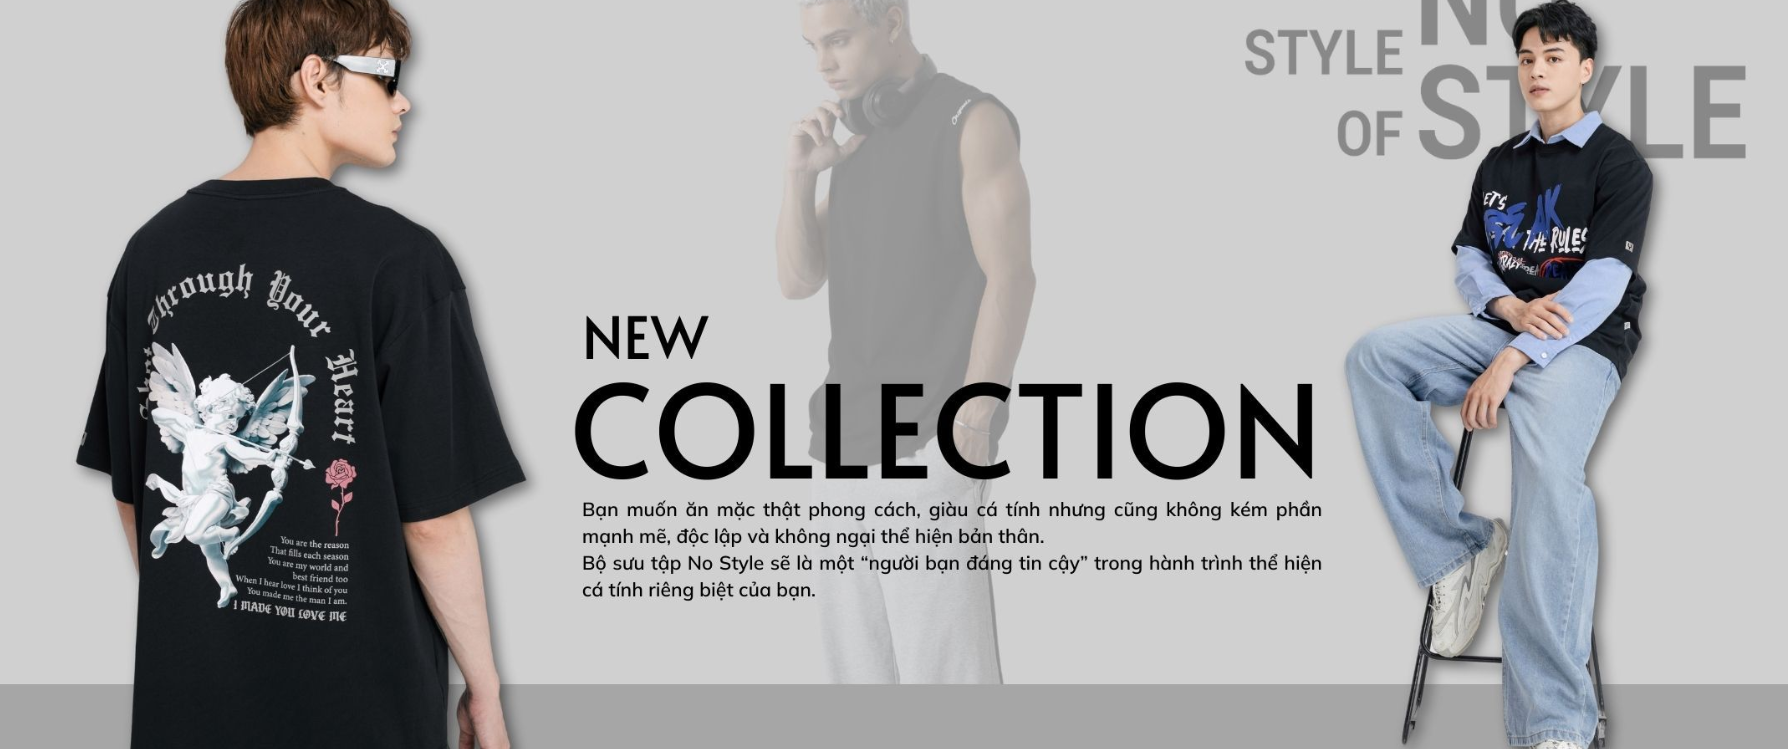 STYLE NO
OF STYLE
Through Your Heart
You are the reason
That fills each season
You are my world and
best friend too
When I hear love I think of you
You made me the man I am.
I MADE YOU LOVE ME
LET'S
THE RULES
NEW
COLLECTION
Bạn muốn ăn mặc thật phong cách, giàu cá tính nhưng cũng không kém phần
mạnh mẽ, độc lập và không ngại thể hiện bản thân.
Bộ sưu tập No Style sẽ là một “người bạn đáng tin cậy” trong hành trình thể hiện
cá tính riêng biệt của bạn.